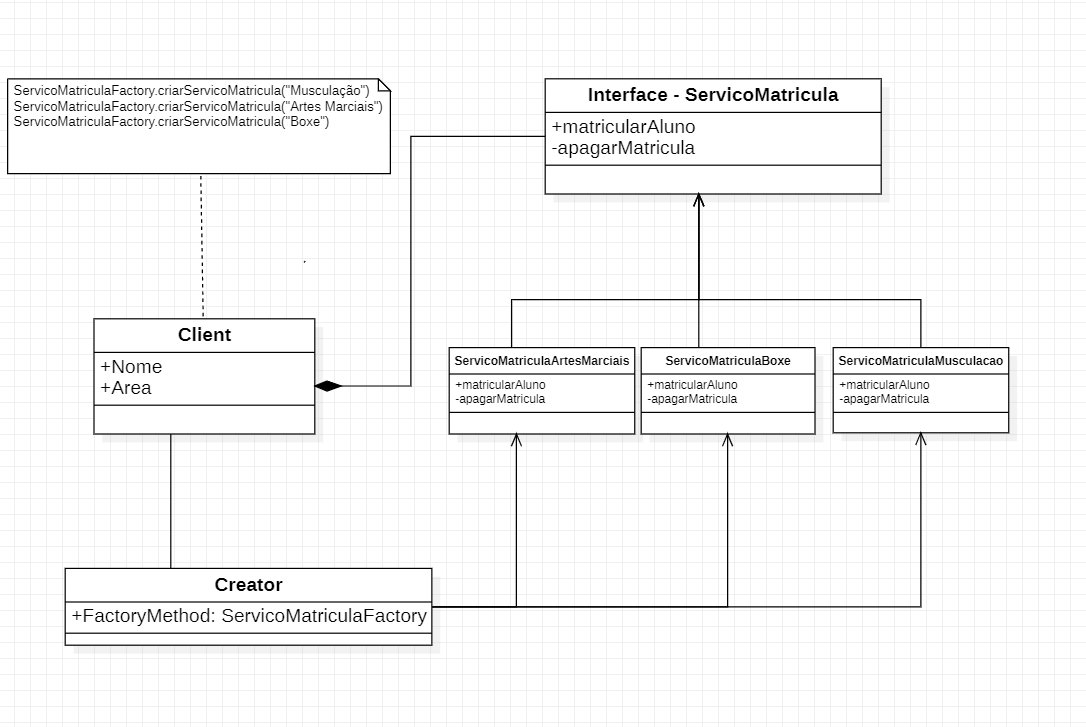 ServicoMatriculaFactory.criarServicoMatricula("Musculação")
ServicoMatriculaFactory.criarServicoMatricula("Artes Marciais")
ServicoMatriculaFactory.criarServicoMatricula("Boxe")
Interface - ServicoMatricula
+matricularAluno
-apagarMatricula
Client
+Nome
+Area
ServicoMatriculaArtesMarciais
+matricularAluno
-apagarMatricula
ServicoMatriculaBoxe
+matricularAluno
-apagarMatricula
ServicoMatriculaMusculacao
+matricularAluno
-apagarMatricula
Creator
+FactoryMethod: ServicoMatriculaFactory